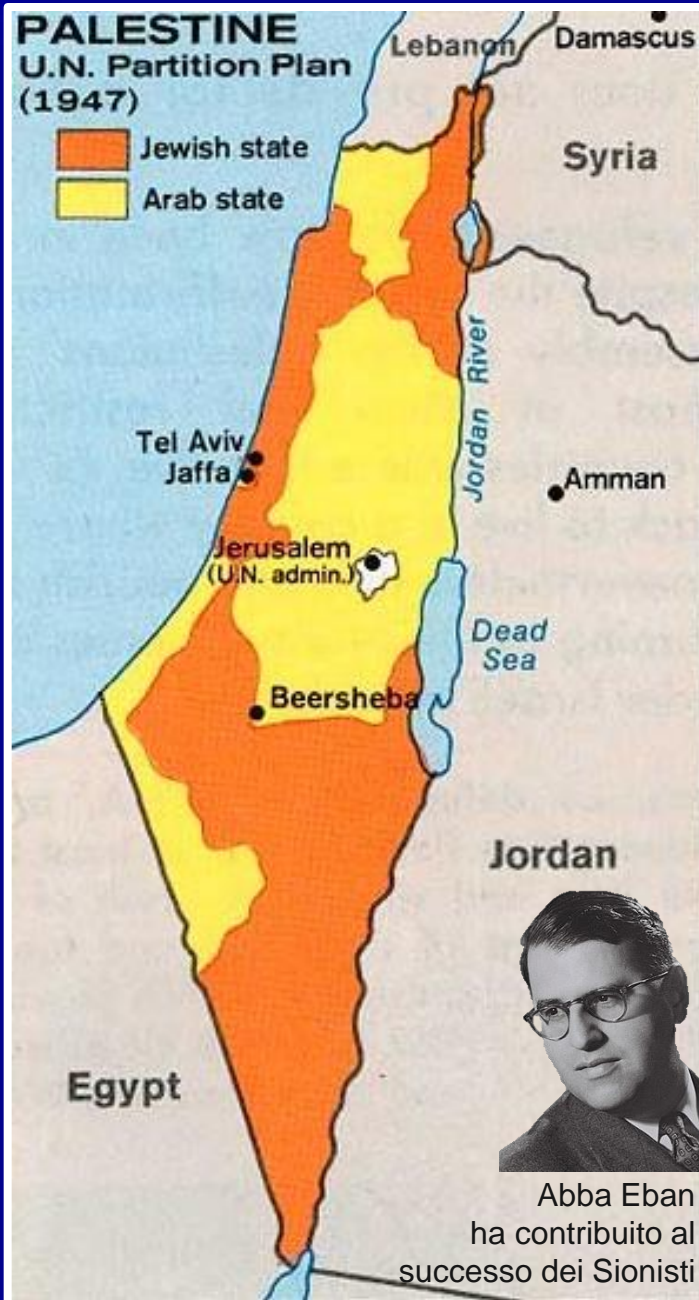 PALESTINE
U.N. Partition Plan
(1947)
Jewish state
Arab state
Lebanon
Damascus
Syria
Jordan River
Tel Aviv
Jaffa
Amman
Jerusalem
(U.N. admin.)
Dead
Sea
Beersheba
Jordan
Egypt
Abba Eban
ha contribuito al
successo dei Sionisti